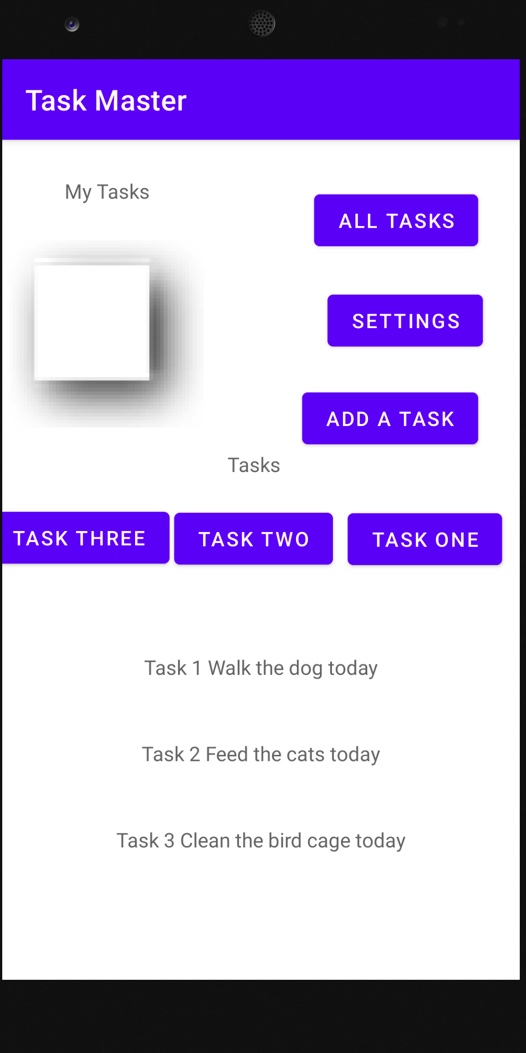 Task Master
My Tasks
ALL TASKS
SETTINGS
ADD A TASK
Tasks
TASK THREE
TASK TWO
TASK ONE
Task 1 Walk the dog today
Task 2 Feed the cats today
Task 3 Clean the bird cage today